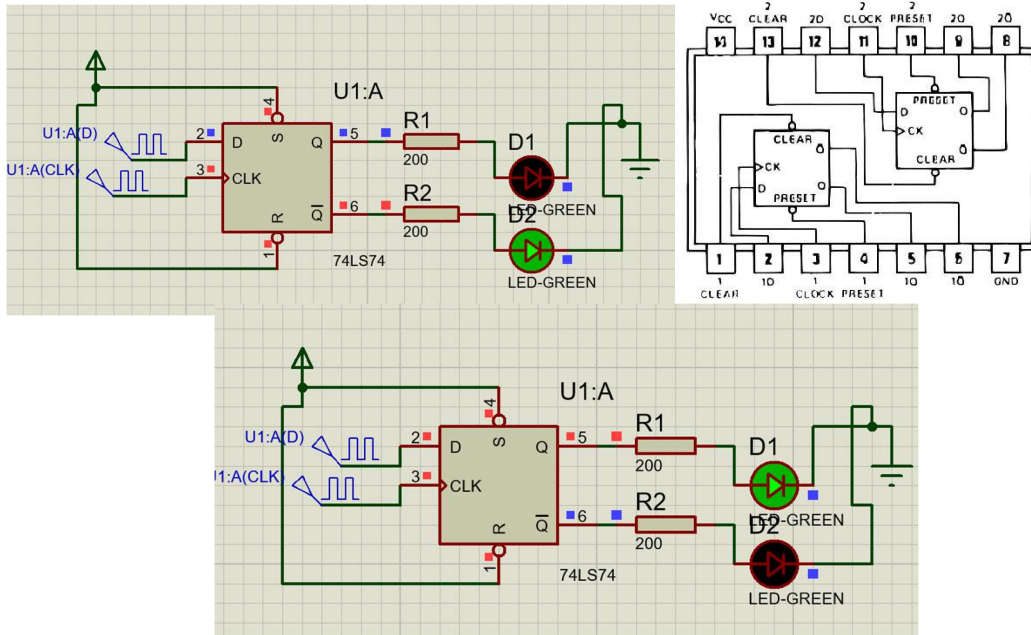 U1:A
U1:A(D)
U1:A(CLK)
4
2
3
D
S
Q
CLK
R
Q
5
6
1
R1
200
R2
200
D1
LED-GREEN
D2
LED-GREEN
74LS74
2 2 2
VCC CLEAR 2D CLOCK PRESET 2Q 2Q
14 13 12 11 10 9 8
PRESET
D
Q
CK
Q
CLEAR
CLEAR
CK
Q
D
Q
PRESET
1 2 3 4 5 6 7
1 1D 1 1 1Q 1Q GND
CLEAR CLOCK PRESET
U1:A
U1:A(D)
U1:A(CLK)
4
2
3
D
S
Q
CLK
R
Q
5
6
1
R1
200
R2
200
D1
LED-GREEN
D2
LED-GREEN
74LS74